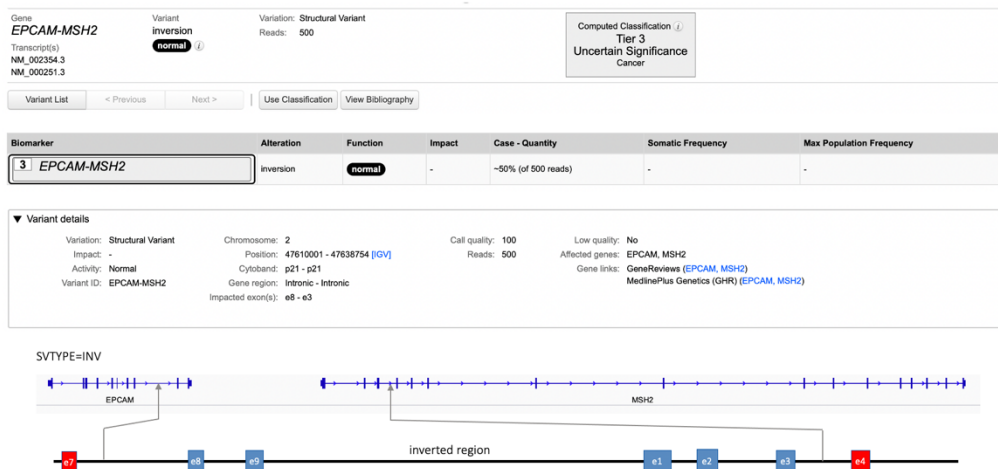 Gene
EPCAM-MSH2
Transcript(s)
NM_002354.3
NM_000251.3
Variant
inversion
normal i
Variation: Structural Variant
Reads: 500
Computed Classification i
Tier 3
Uncertain Significance
Cancer
Variant List < Previous Next > Use Classification View Bibliography
Biomarker Alteration Function Impact Case - Quantity Somatic Frequency Max Population Frequency
3 EPCAM-MSH2 inversion normal - ~50% (of 500 reads) - -
▼ Variant details
Variation: Structural Variant Chromosome: 2 Call quality: 100 Low quality: No
Impact: - Position: 47610001 - 47638754 [IGV] Reads: 500 Affected genes: EPCAM, MSH2
Activity: Normal Cytoband: p21 - p21 Gene links: GeneReviews (EPCAM, MSH2)
Variant ID: EPCAM-MSH2 Gene region: Intronic - Intronic MedlinePlus Genetics (GHR) (EPCAM, MSH2)
Impacted exon(s): e8 - e3
SVTYPE=INV
EPCAM MSH2
inverted region
e7 e8 e9 e1 e2 e3 e4